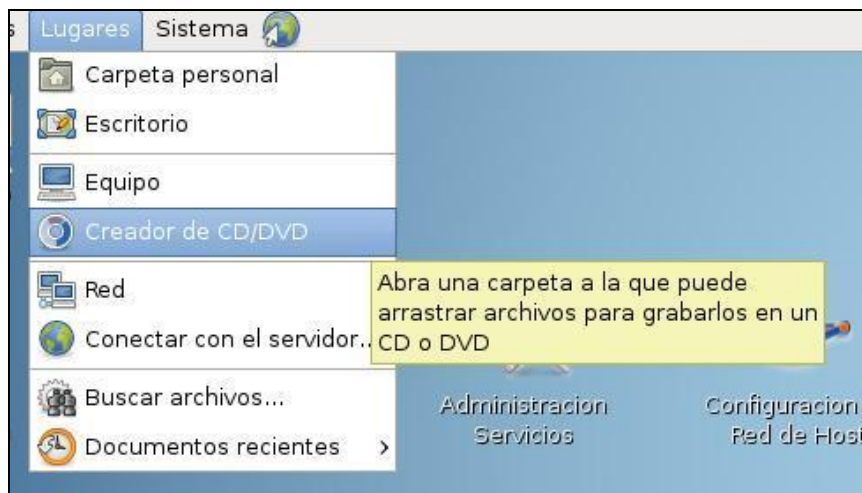 Lugares Sistema
Carpeta personal
Escritorio
Equipo
Creador de CD/DVD
Red
Conectar con el servidor..
Abra una carpeta a la que puede
arrastrar archivos para grabarlos en un
CD o DVD
Buscar archivos...
Documentos recientes
Administracion
Servicios
Configuracion
Red de Host